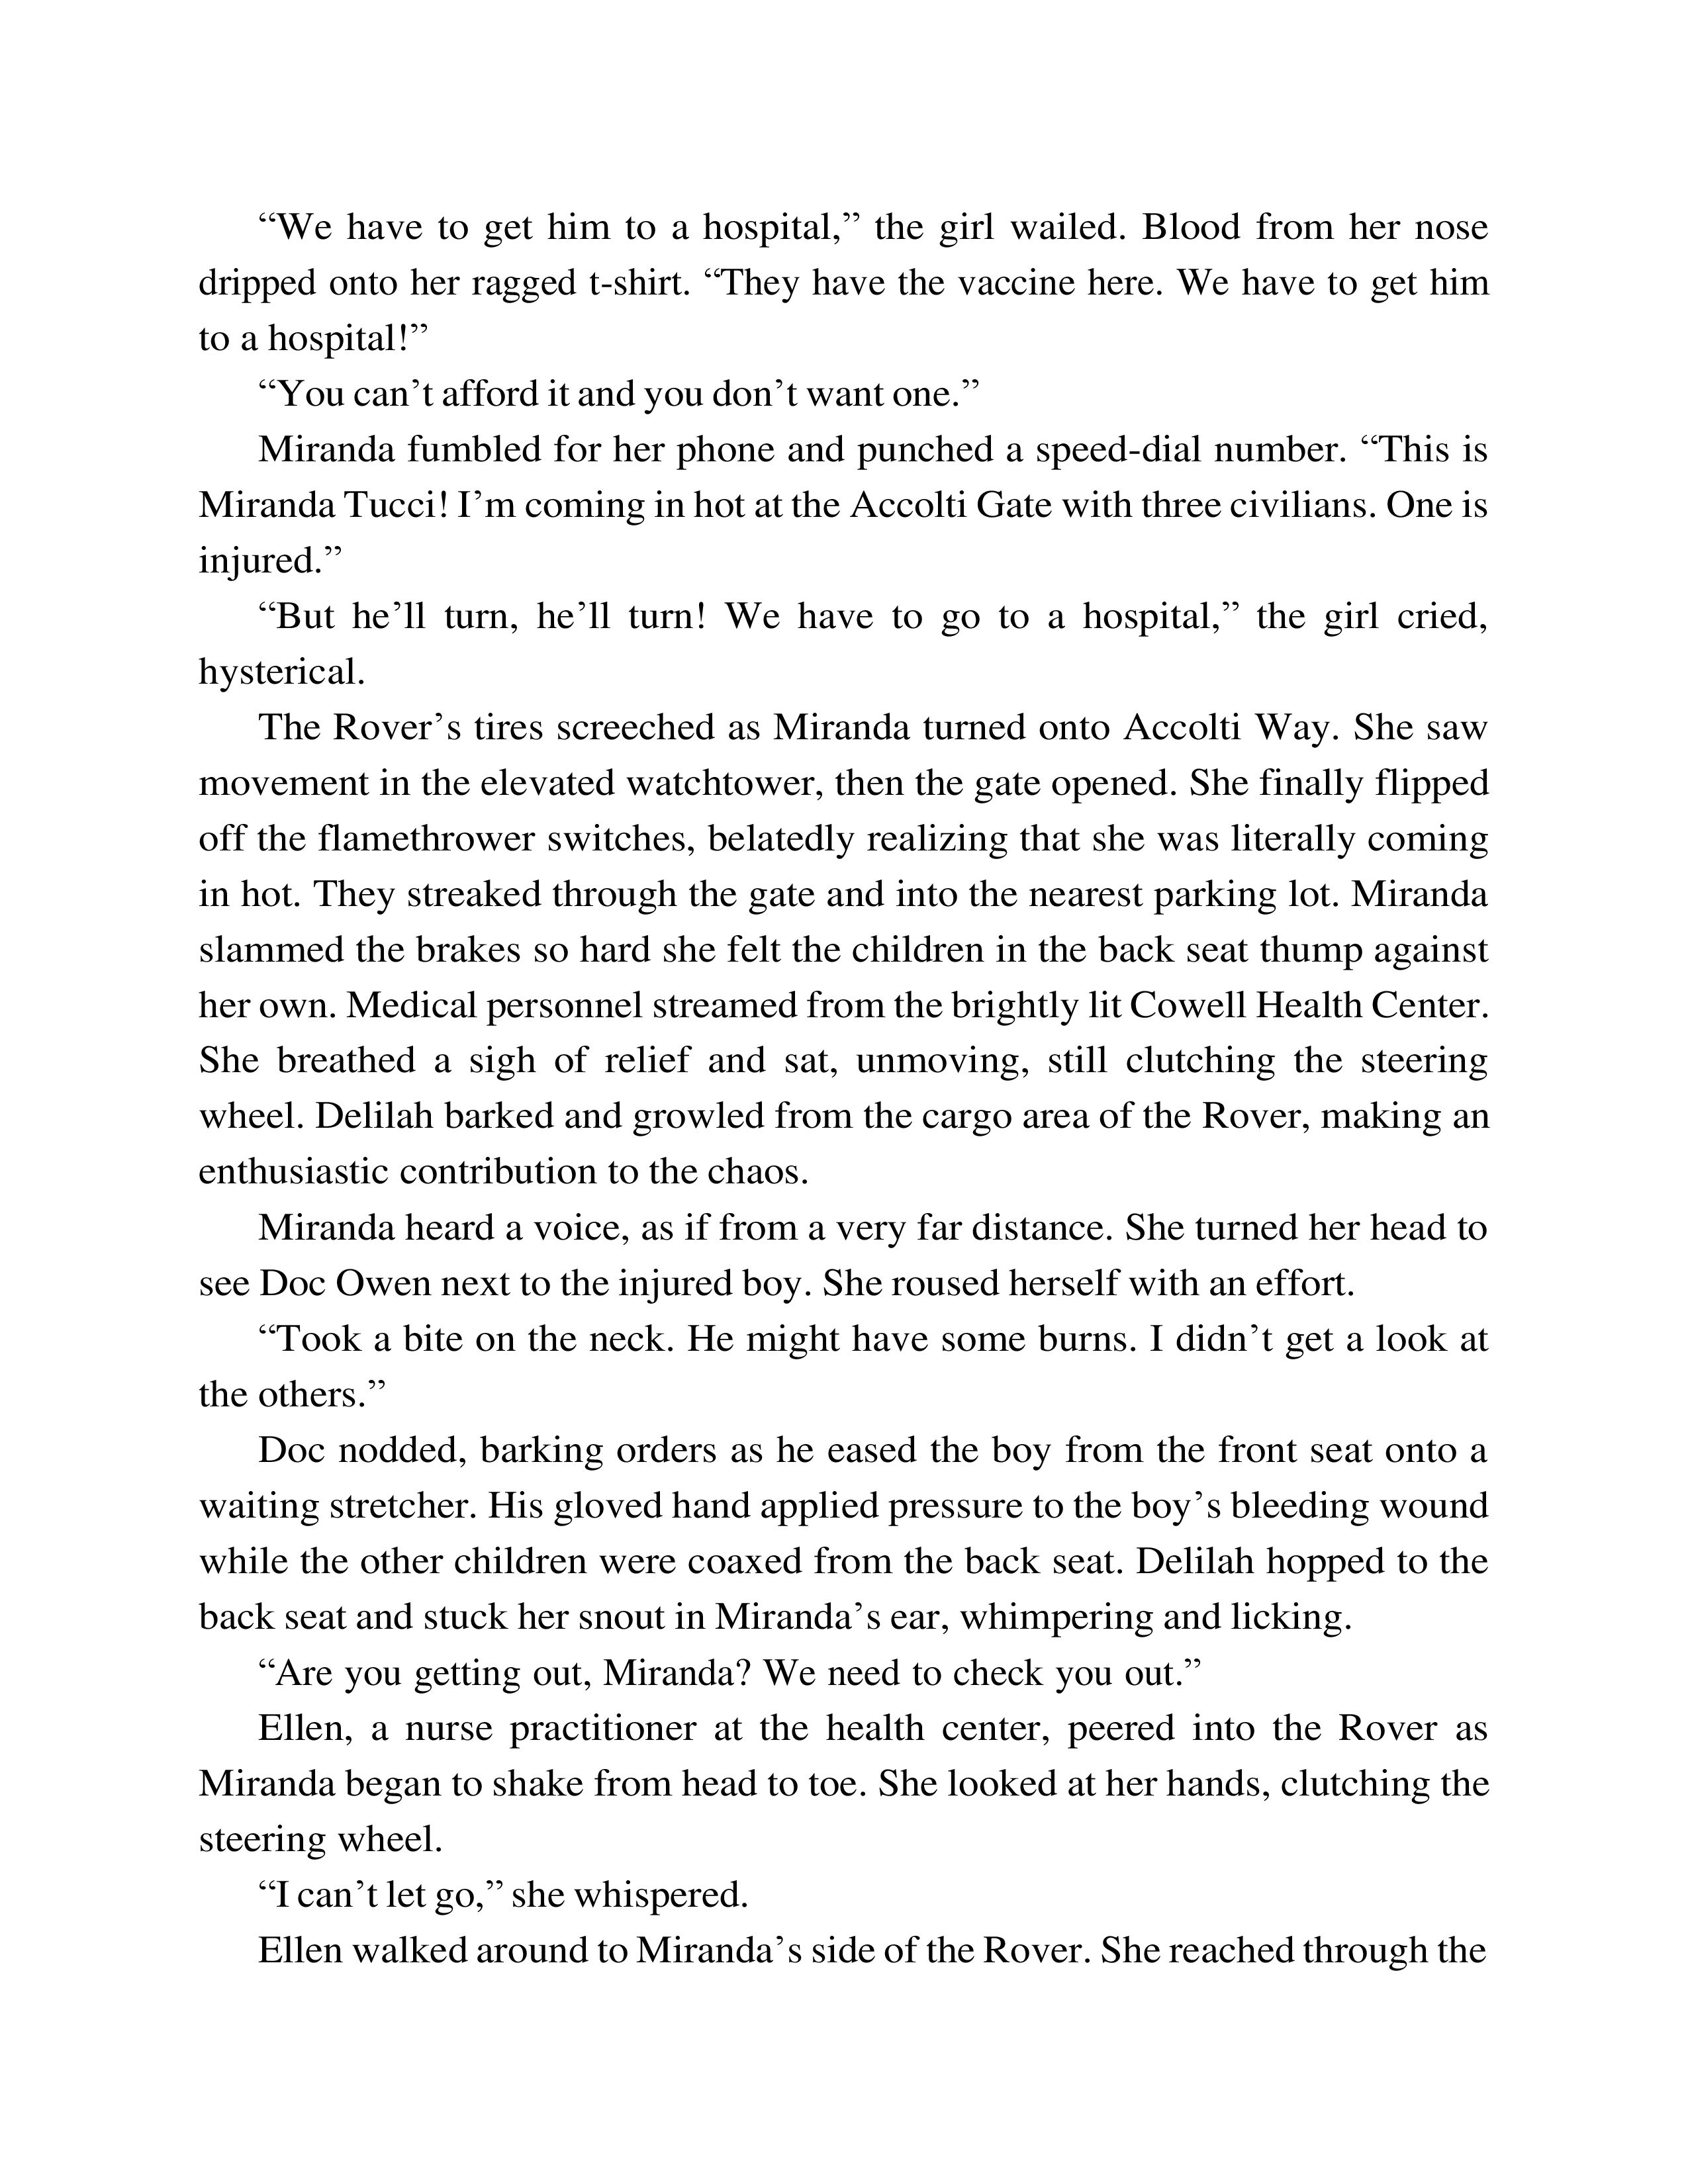 “We have to get him to a hospital,” the girl wailed. Blood from her nose
dripped onto her ragged t-shirt. “They have the vaccine here. We have to get him
to a hospital!”
“You can’t afford it and you don’t want one.”
Miranda fumbled for her phone and punched a speed-dial number. “This is
Miranda Tucci! I’m coming in hot at the Accolti Gate with three civilians. One is
injured.”
“But he’ll turn, he’ll turn! We have to go to a hospital,” the girl cried,
hysterical.
The Rover’s tires screeched as Miranda turned onto Accolti Way. She saw
movement in the elevated watchtower, then the gate opened. She finally flipped
off the flamethrower switches, belatedly realizing that she was literally coming
in hot. They streaked through the gate and into the nearest parking lot. Miranda
slammed the brakes so hard she felt the children in the back seat thump against
her own. Medical personnel streamed from the brightly lit Cowell Health Center.
She breathed a sigh of relief and sat, unmoving, still clutching the steering
wheel. Delilah barked and growled from the cargo area of the Rover, making an
enthusiastic contribution to the chaos.
Miranda heard a voice, as if from a very far distance. She turned her head to
see Doc Owen next to the injured boy. She roused herself with an effort.
“Took a bite on the neck. He might have some burns. I didn’t get a look at
the others.”
Doc nodded, barking orders as he eased the boy from the front seat onto a
waiting stretcher. His gloved hand applied pressure to the boy’s bleeding wound
while the other children were coaxed from the back seat. Delilah hopped to the
back seat and stuck her snout in Miranda’s ear, whimpering and licking.
“Are you getting out, Miranda? We need to check you out.”
Ellen, a nurse practitioner at the health center, peered into the Rover as
Miranda began to shake from head to toe. She looked at her hands, clutching the
steering wheel.
“I can’t let go,” she whispered.
Ellen walked around to Miranda’s side of the Rover. She reached through the